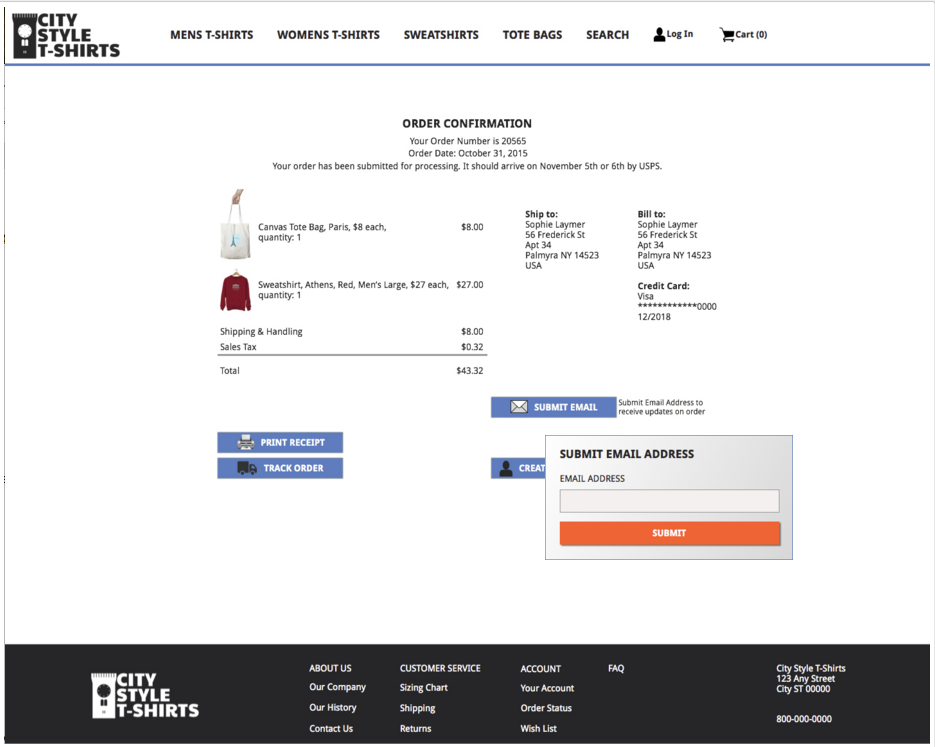 CITY
STYLE
T-SHIRTS
MENS T-SHIRTS
WOMENS T-SHIRTS
SWEATSHIRTS
TOTE BAGS
SEARCH
Log In
Cart (0)
ORDER CONFIRMATION
Your Order Number is 20565
Order Date: October 31, 2015
Your order has been submitted for processing. It should arrive on November 5th or 6th by USPS.
Canvas Tote Bag, Paris, $8 each, $8.00
quantity: 1
Sweatshirt, Athens, Red, Men's Large, $27 each, $27.00
quantity: 1
Shipping & Handling $8.00
Sales Tax $0.32
Total $43.32
Ship to:
Sophie Laymer
56 Frederick St
Apt 34
Palmyra NY 14523
USA
Bill to:
Sophie Laymer
56 Frederick St
Apt 34
Palmyra NY 14523
USA
Credit Card:
Visa
************0000
12/2018
SUBMIT EMAIL
Submit Email Address to
receive updates on order
PRINT RECEIPT
TRACK ORDER
CREAT
SUBMIT EMAIL ADDRESS
EMAIL ADDRESS
SUBMIT
CITY
STYLE
T-SHIRTS
ABOUT US
Our Company
Our History
Contact Us
CUSTOMER SERVICE
Sizing Chart
Shipping
Returns
ACCOUNT
Your Account
Order Status
Wish List
FAQ
City Style T-Shirts
123 Any Street
City ST 00000
800-000-0000